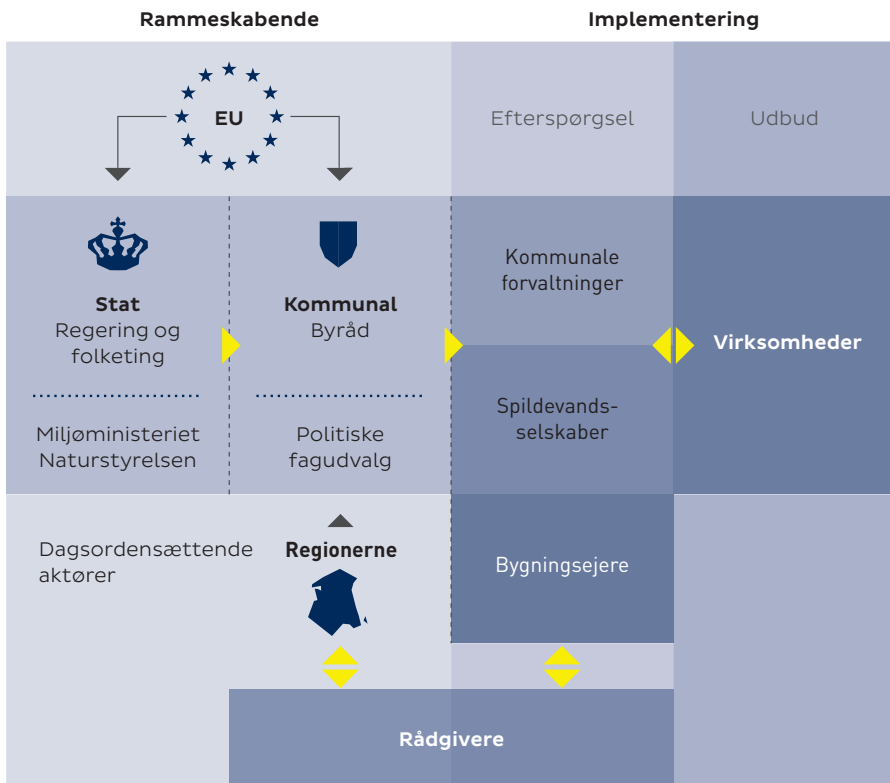 Rammeskabende
Implementering
EU
Efterspørgsel
Udbud
Stat
Regering og
folketing
Miljøministeriet
Naturstyrelsen
Kommunal
Byråd
Politiske
fagudvalg
Kommunale
forvaltninger
Spildevands-
selskaber
Virksomheder
Dagsordensættende
aktører
Regionerne
Bygningsejere
Rådgivere